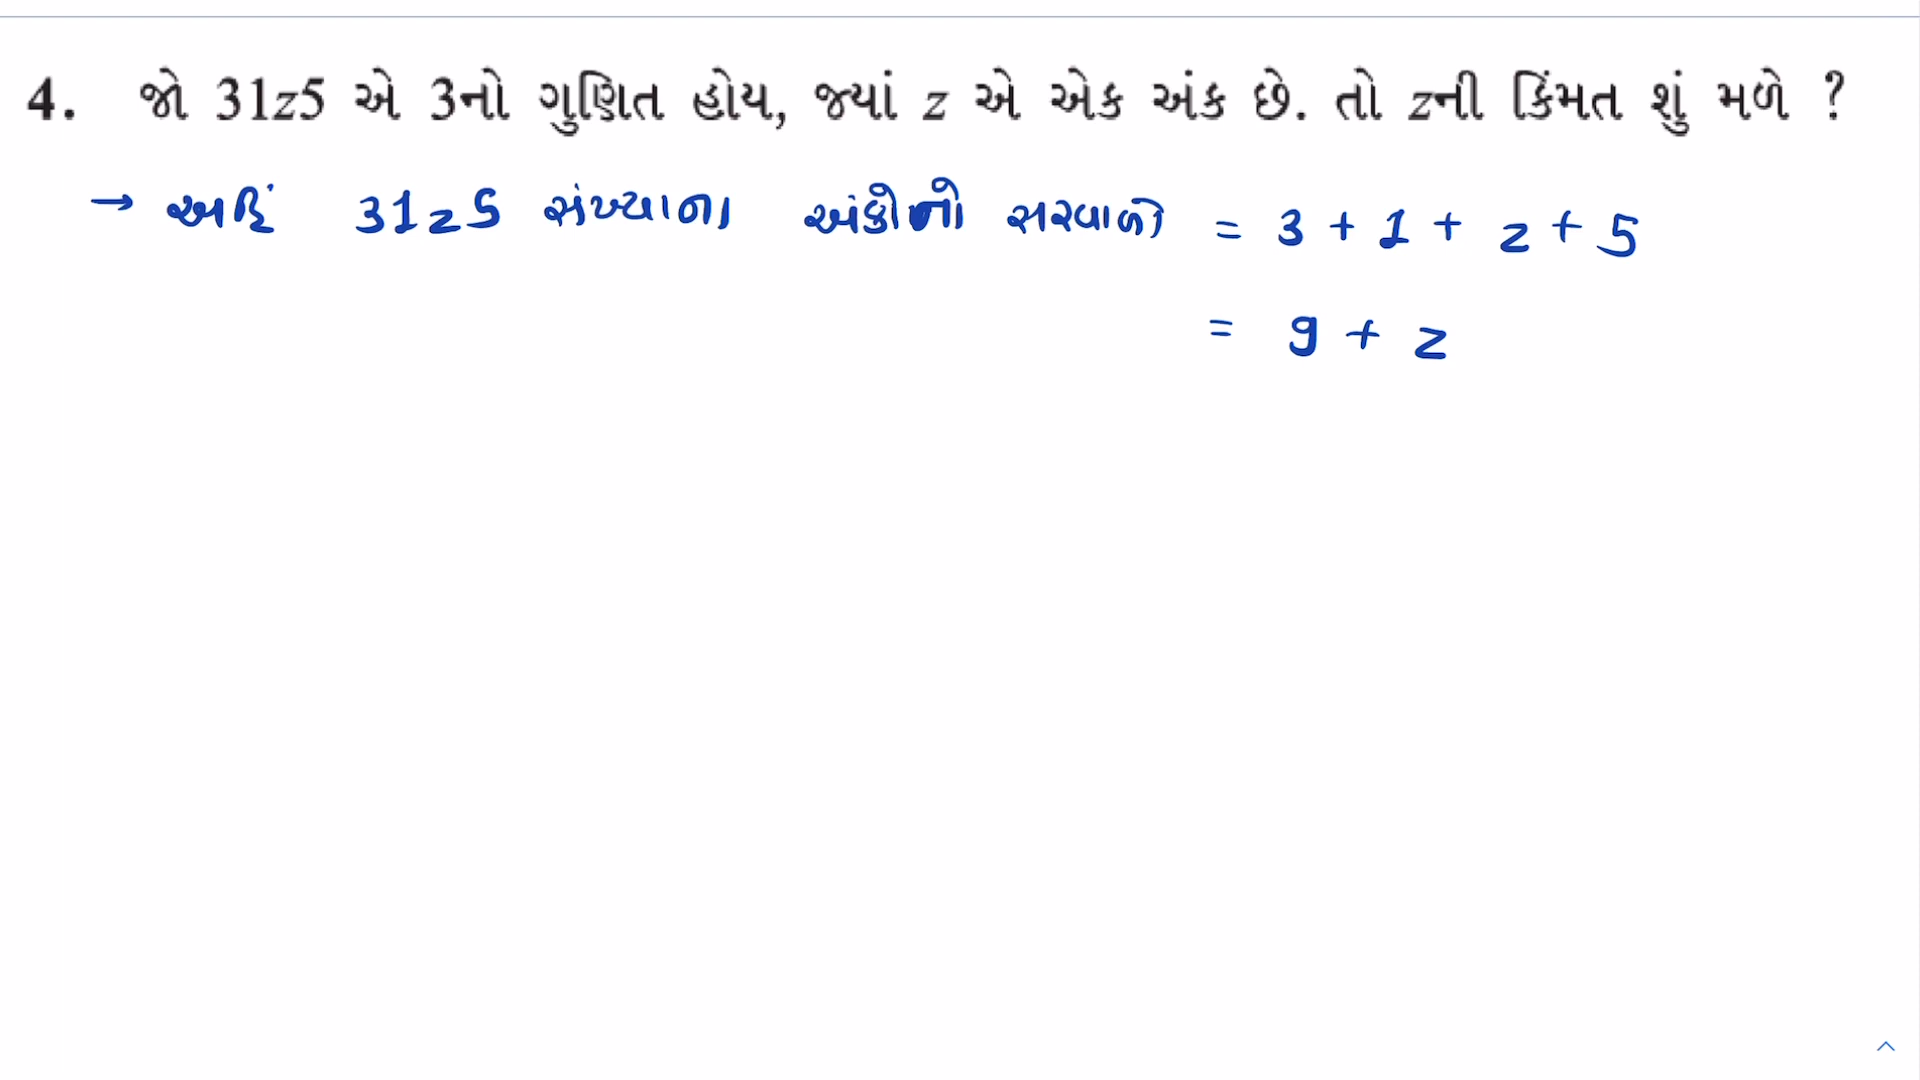 4. જો 31z5 એ 3નો ગુણિત હોય, જ્યાં z એ એક અંક છે. તો zની કિંમત શું મળે ?
→ અહિં 31z5 સંખ્યાના અંકોનો સરવાળો = 3 + 1 + z + 5
= 9 + z